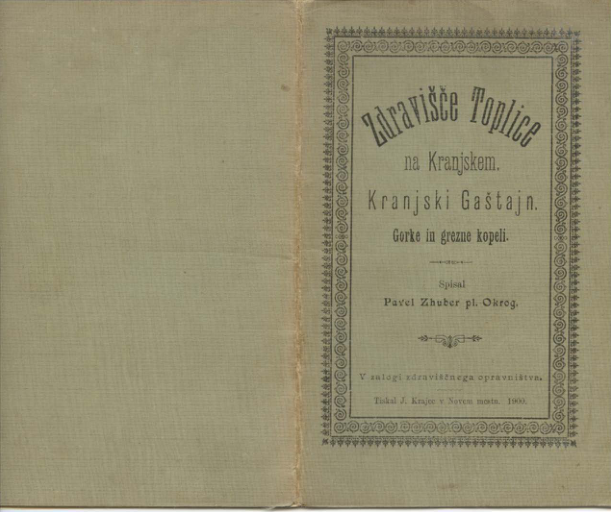 Zdravišče Toplice
na Kranjskem.
Kranjski Gaštajn.
Gorke in grezne kopeli.
Spisal
Pavel Zhuber pl. Okrog.
V zalogi zdraviščnega opravništva.
Tiskal J. Krajec v Novem mestu. 1900.